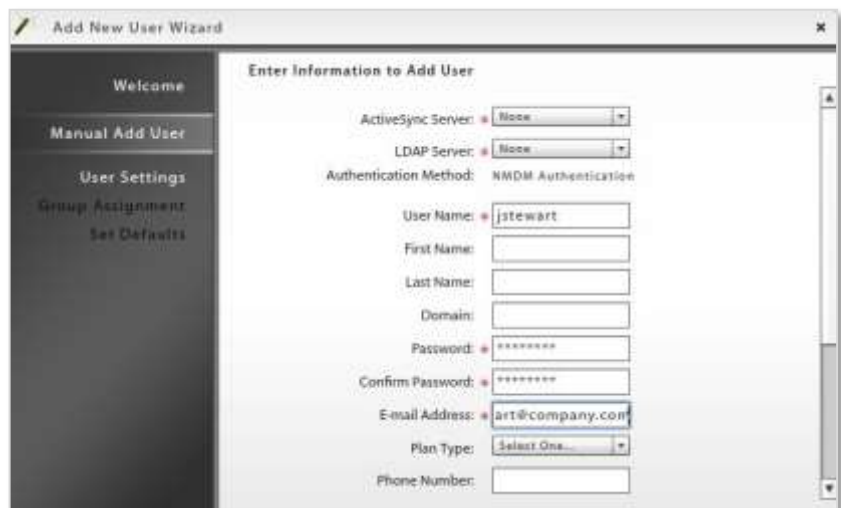 Add New User Wizard
Welcome
Manual Add User
User Settings
Group Assignment
Set Defaults
Enter Information to Add User
ActiveSync Server: * None
LDAP Server: * None
Authentication Method: NMDM Authentication
User Name: * jstewart
First Name:
Last Name:
Domain:
Password: * ********
Confirm Password: * ********
E-mail Address: * art@company.com
Plan Type: Select One...
Phone Number: